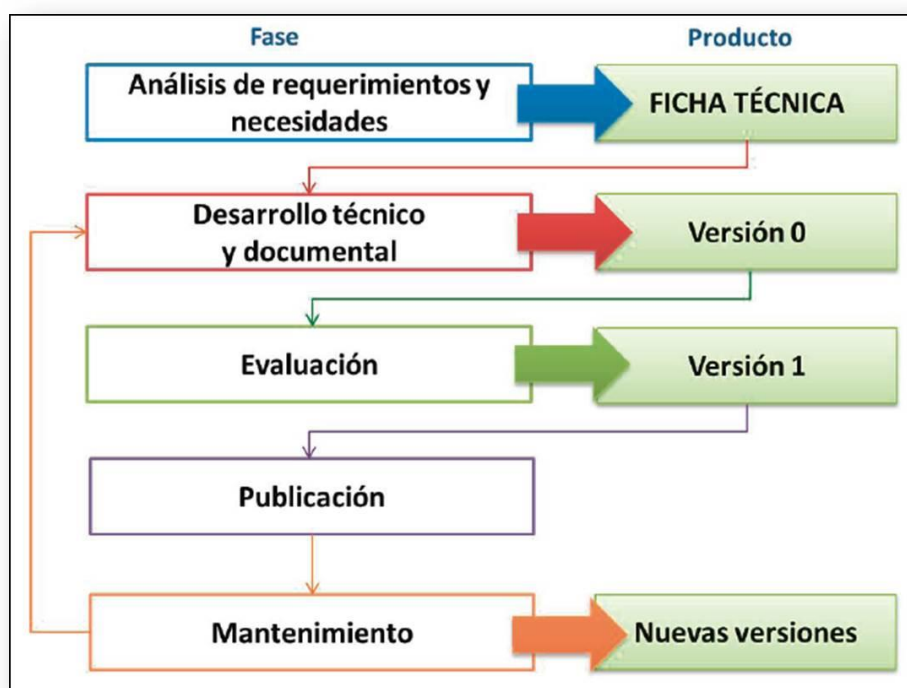 Fase
Producto
Análisis de requerimientos y
necesidades
FICHA TÉCNICA
Desarrollo técnico
y documental
Versión 0
Evaluación
Versión 1
Publicación
Mantenimiento
Nuevas versiones